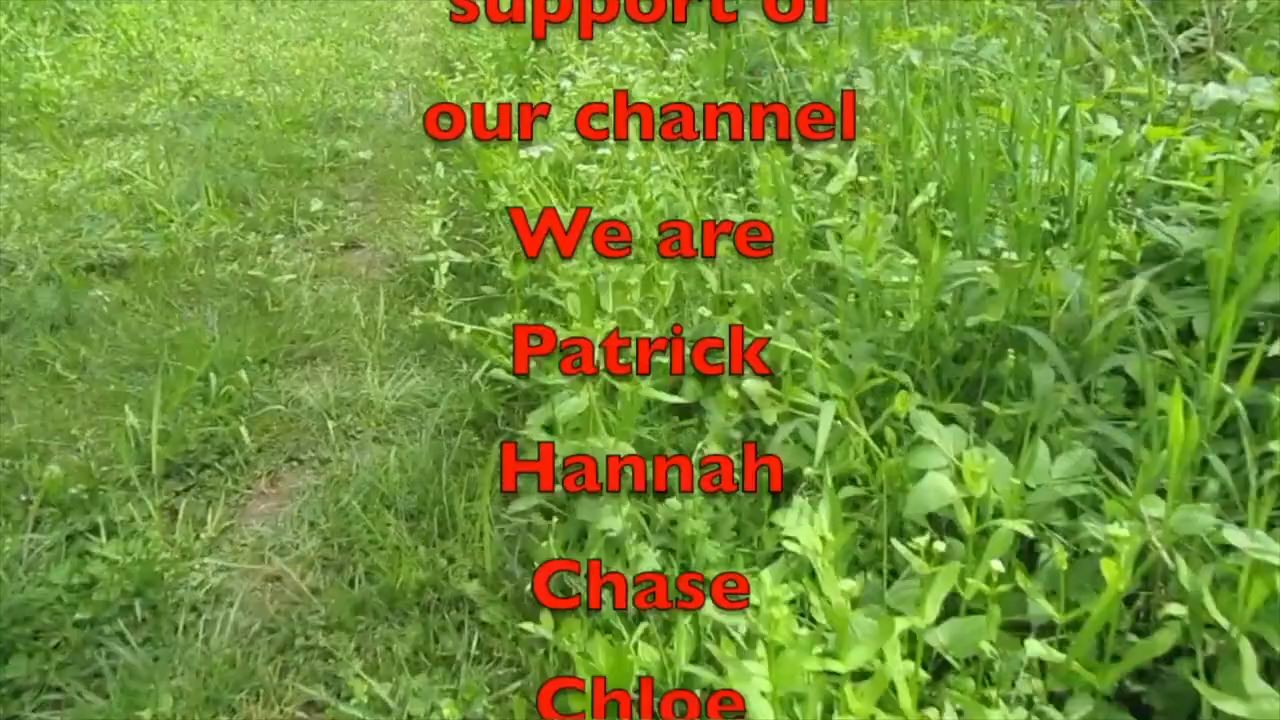 support of
our channel
We are
Patrick
Hannah
Chase
Chloe